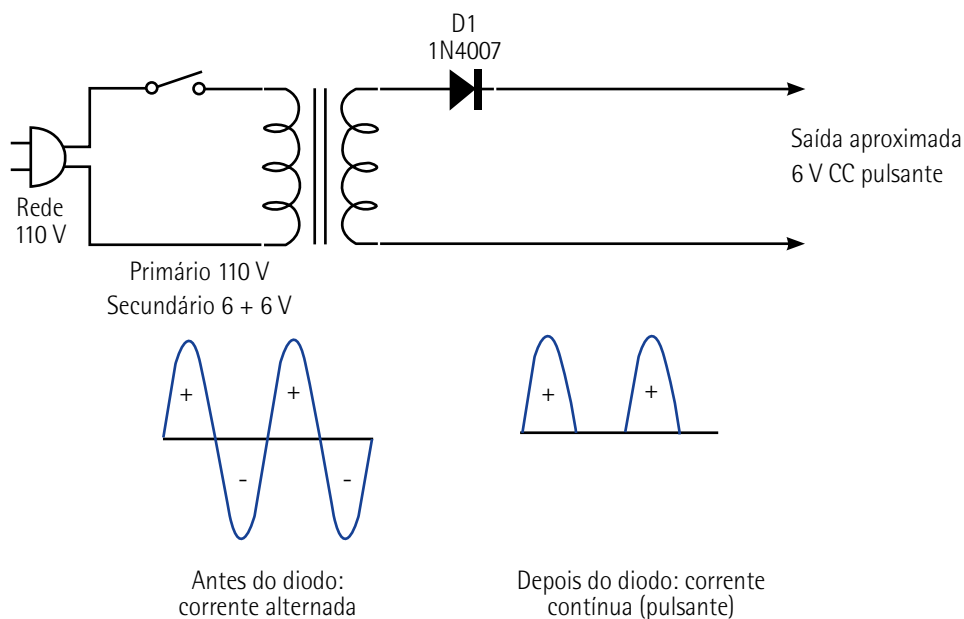 D1
1N4007
Saída aproximada
6 V CC pulsante
Rede
110 V
Primário 110 V
Secundário 6 + 6 V
+
+
-
-
+
+
Antes do diodo:
corrente alternada
Depois do diodo: corrente
contínua (pulsante)